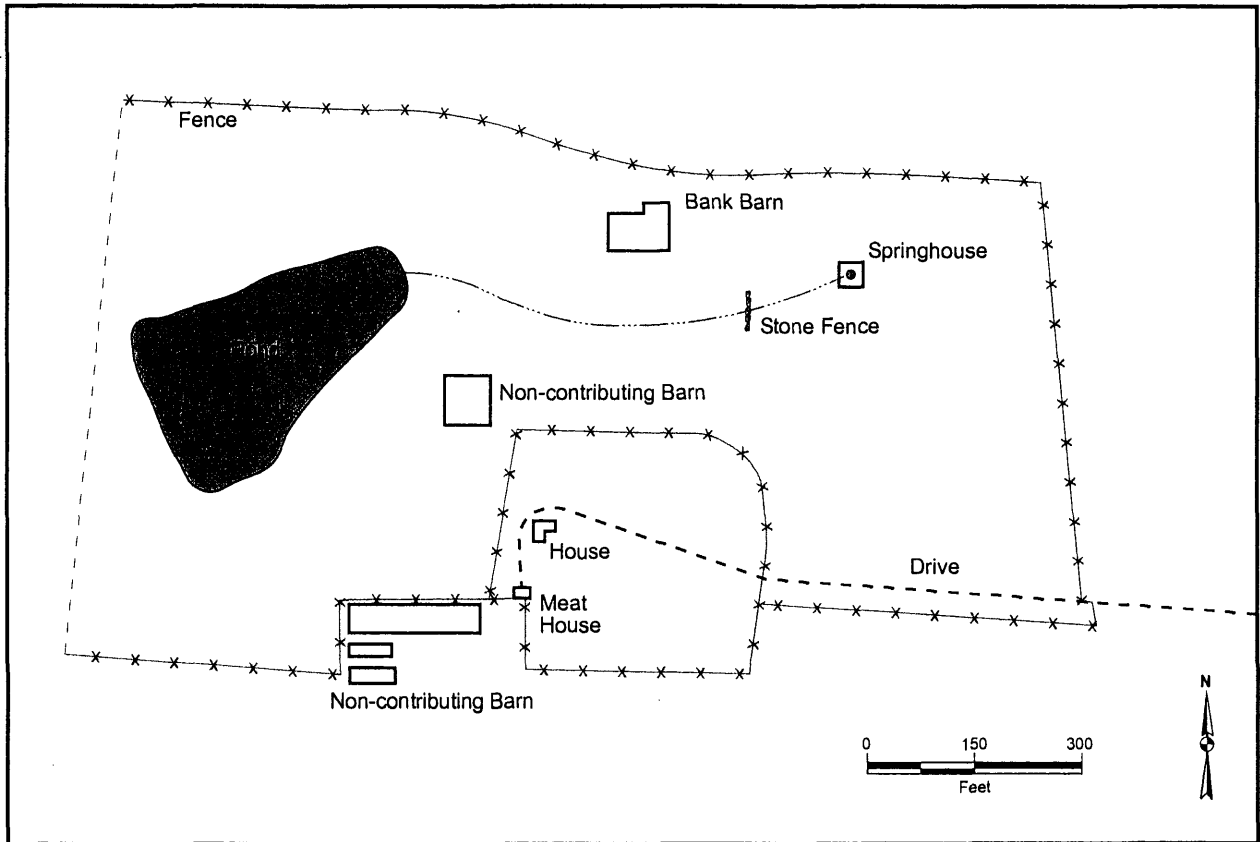 Fence
Bank Barn
Springhouse
Stone Fence
Pond
Non-contributing Barn
House
Drive
Meat
House
Non-contributing Barn
N
0 150 300
Feet